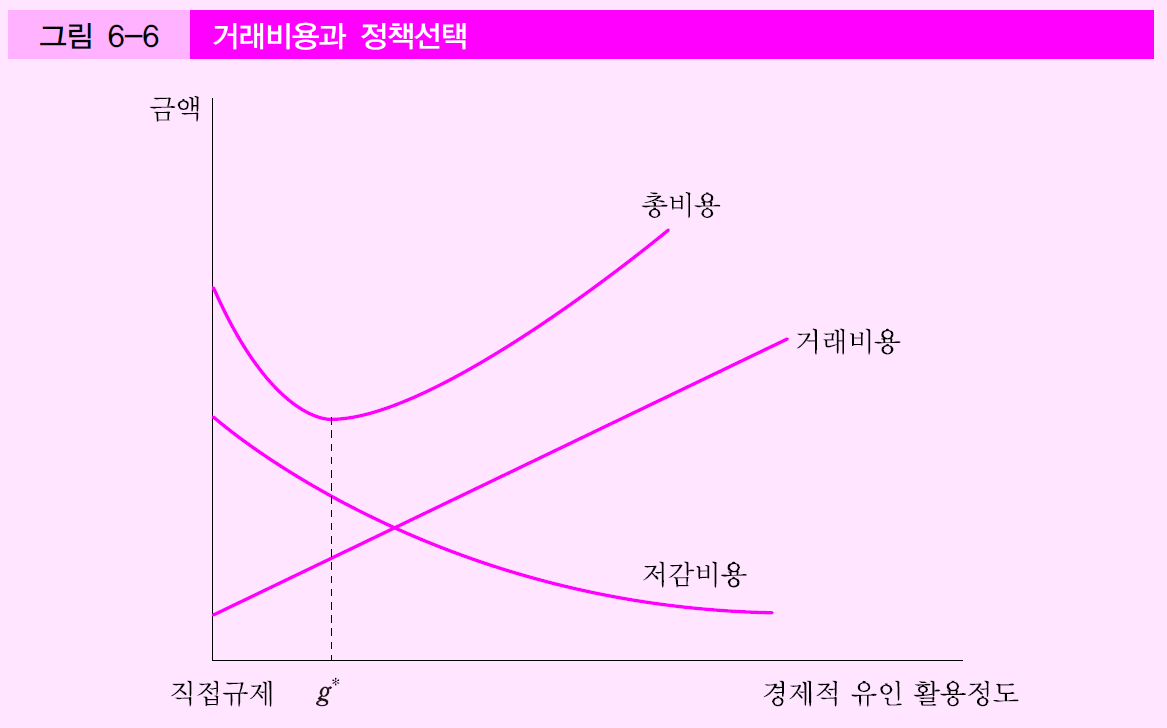 그림 6-6 거래비용과 정책선택
금액
총비용
거래비용
저감비용
직접규제 g* 경제적 유인 활용정도